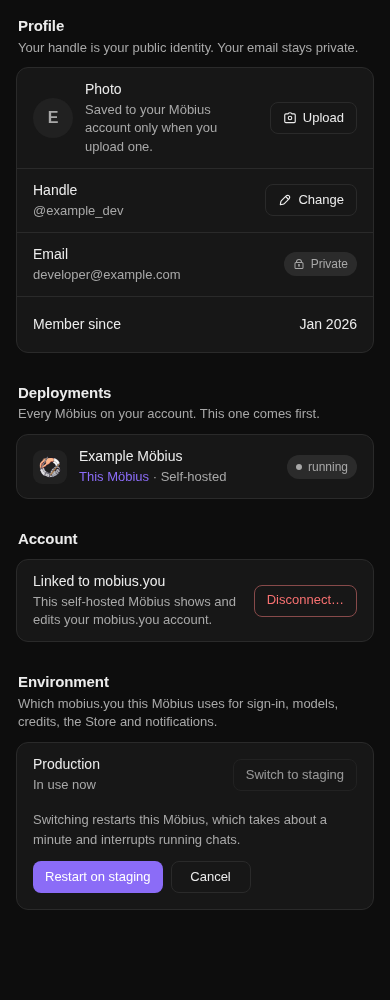 Profile
Your handle is your public identity. Your email stays private.
E
Photo
Saved to your Möbius
account only when you
upload one.
Upload
Handle
@example_dev
Change
Email
developer@example.com
Private
Member since
Jan 2026
Deployments
Every Möbius on your account. This one comes first.
Example Möbius
This Möbius · Self-hosted
running
Account
Linked to mobius.you
This self-hosted Möbius shows and
edits your mobius.you account.
Disconnect…
Environment
Which mobius.you this Möbius uses for sign-in, models,
credits, the Store and notifications.
Production
In use now
Switch to staging
Switching restarts this Möbius, which takes about a
minute and interrupts running chats.
Restart on staging
Cancel